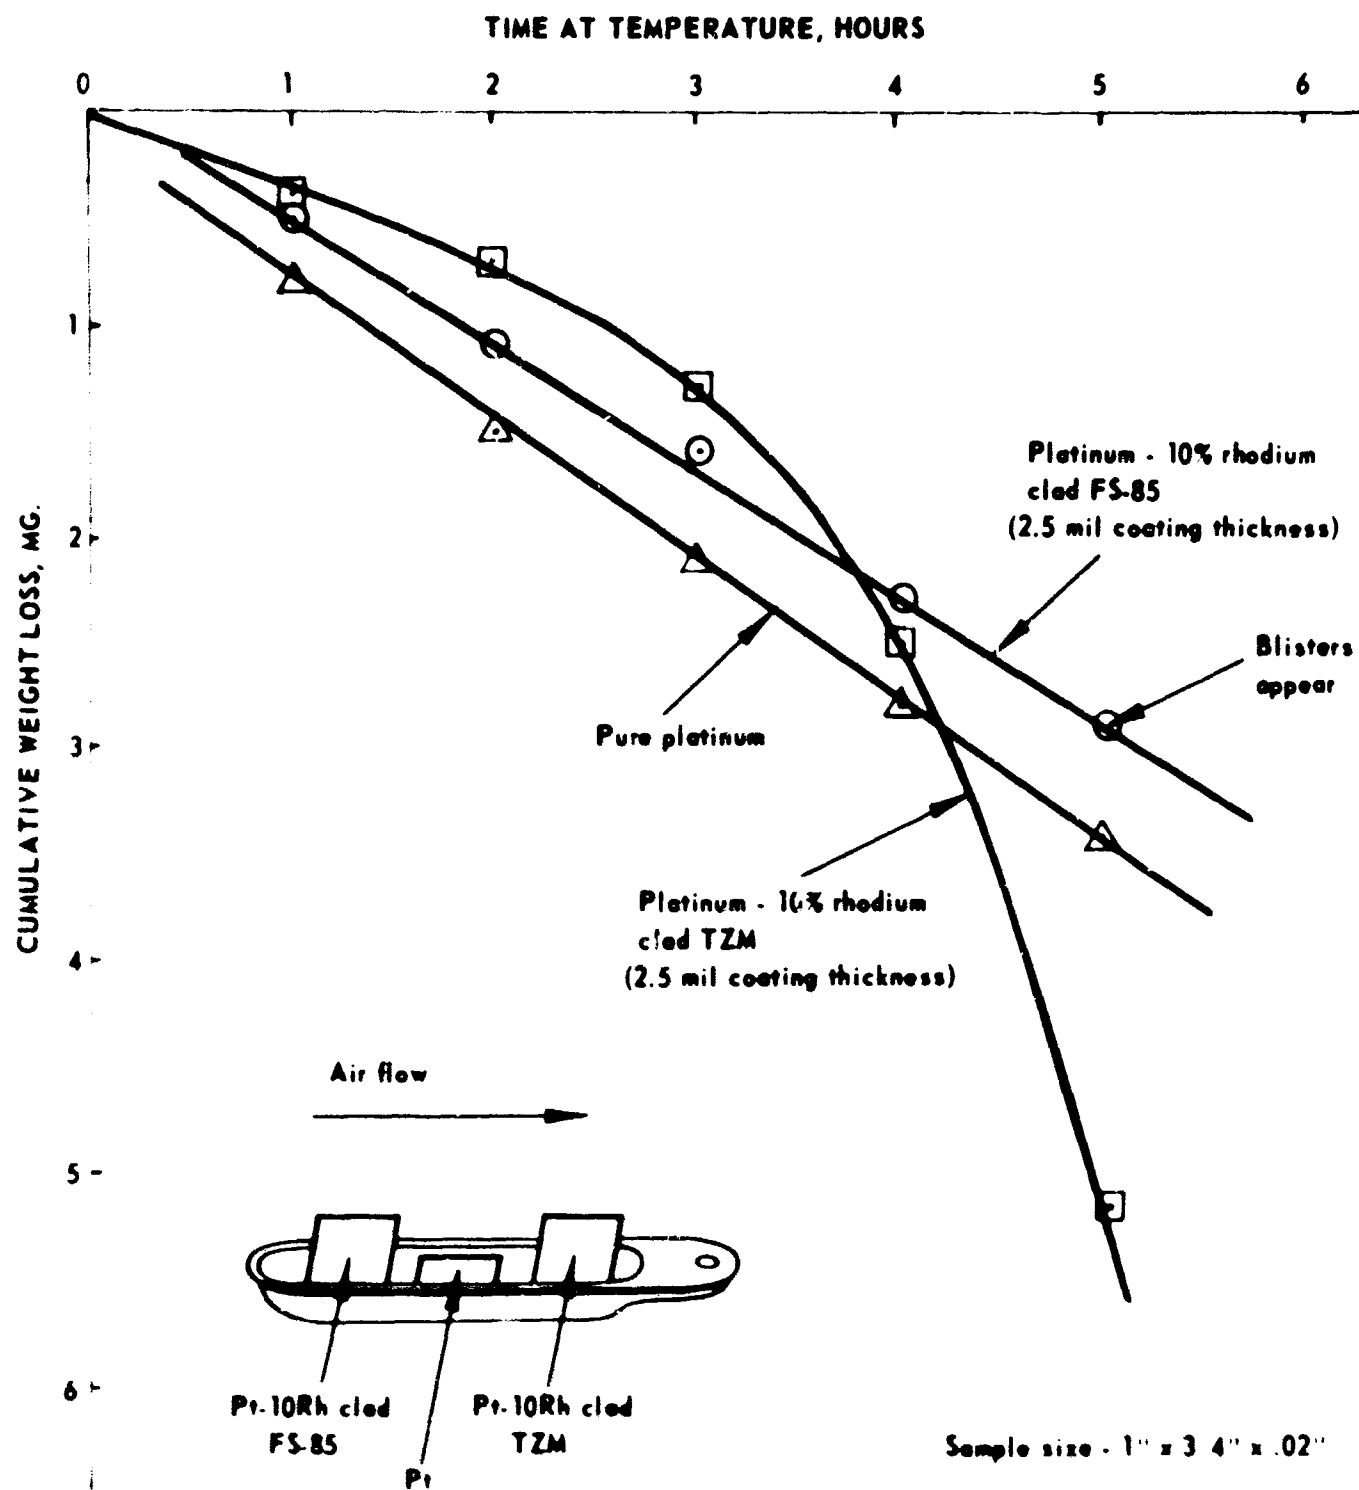 TIME AT TEMPERATURE, HOURS
0 1 2 3 4 5 6
CUMULATIVE WEIGHT LOSS, MG.
1
2
3
4
5
6
Platinum - 10% rhodium
clad FS-85
(2.5 mil coating thickness)
Blisters
appear
Pure platinum
Platinum - 10% rhodium
clad TZM
(2.5 mil coating thickness)
Air flow
Pt-10Rh clad
FS-85
Pt-10Rh clad
TZM
Pt
Sample size - 1" x 3 4" x .02"